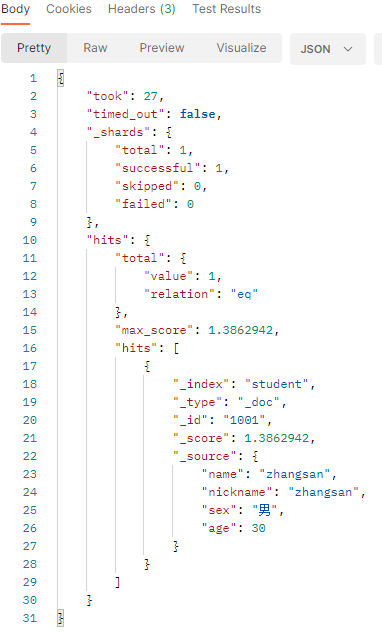 Body Cookies Headers (3) Test Results
Pretty Raw Preview Visualize JSON
1 {
2 "took": 27,
3 "timed_out": false,
4 "_shards": {
5 "total": 1,
6 "successful": 1,
7 "skipped": 0,
8 "failed": 0
9 },
10 "hits": {
11 "total": {
12 "value": 1,
13 "relation": "eq"
14 },
15 "max_score": 1.3862942,
16 "hits": [
17 {
18 "_index": "student",
19 "_type": "_doc",
20 "_id": "1001",
21 "_score": 1.3862942,
22 "_source": {
23 "name": "zhangsan",
24 "nickname": "zhangsan",
25 "sex": "男",
26 "age": 30
27 }
28 }
29 ]
30 }
31 }